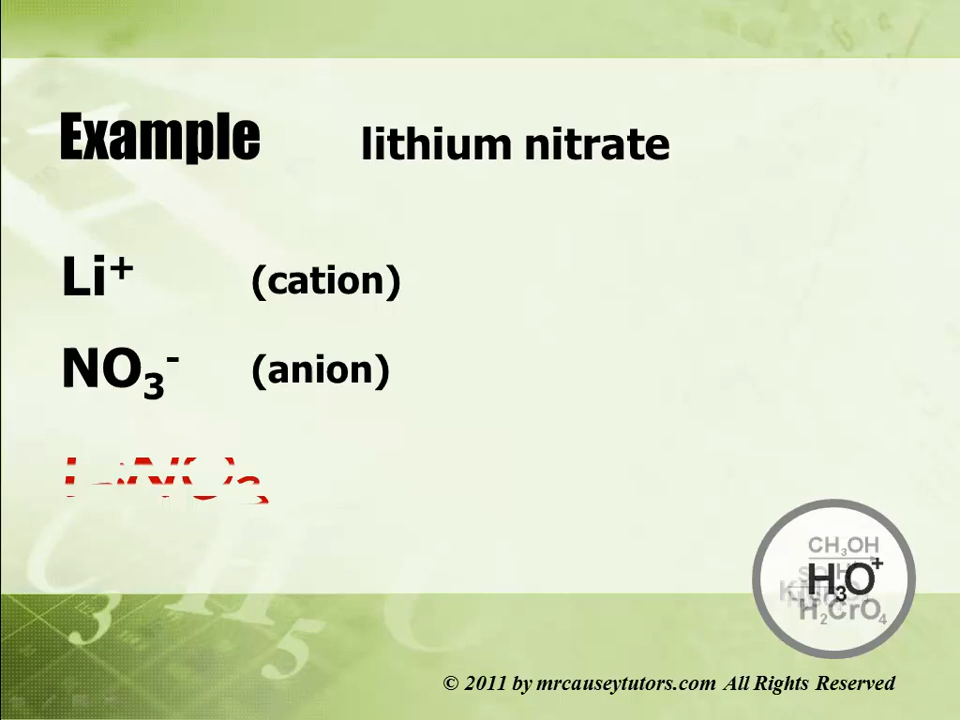 Example lithium nitrate
Li⁺ (cation)
NO₃⁻ (anion)
CH₃OH
H₃O⁺
H₂CrO₄
© 2011 by mrcauseytutors.com All Rights Reserved